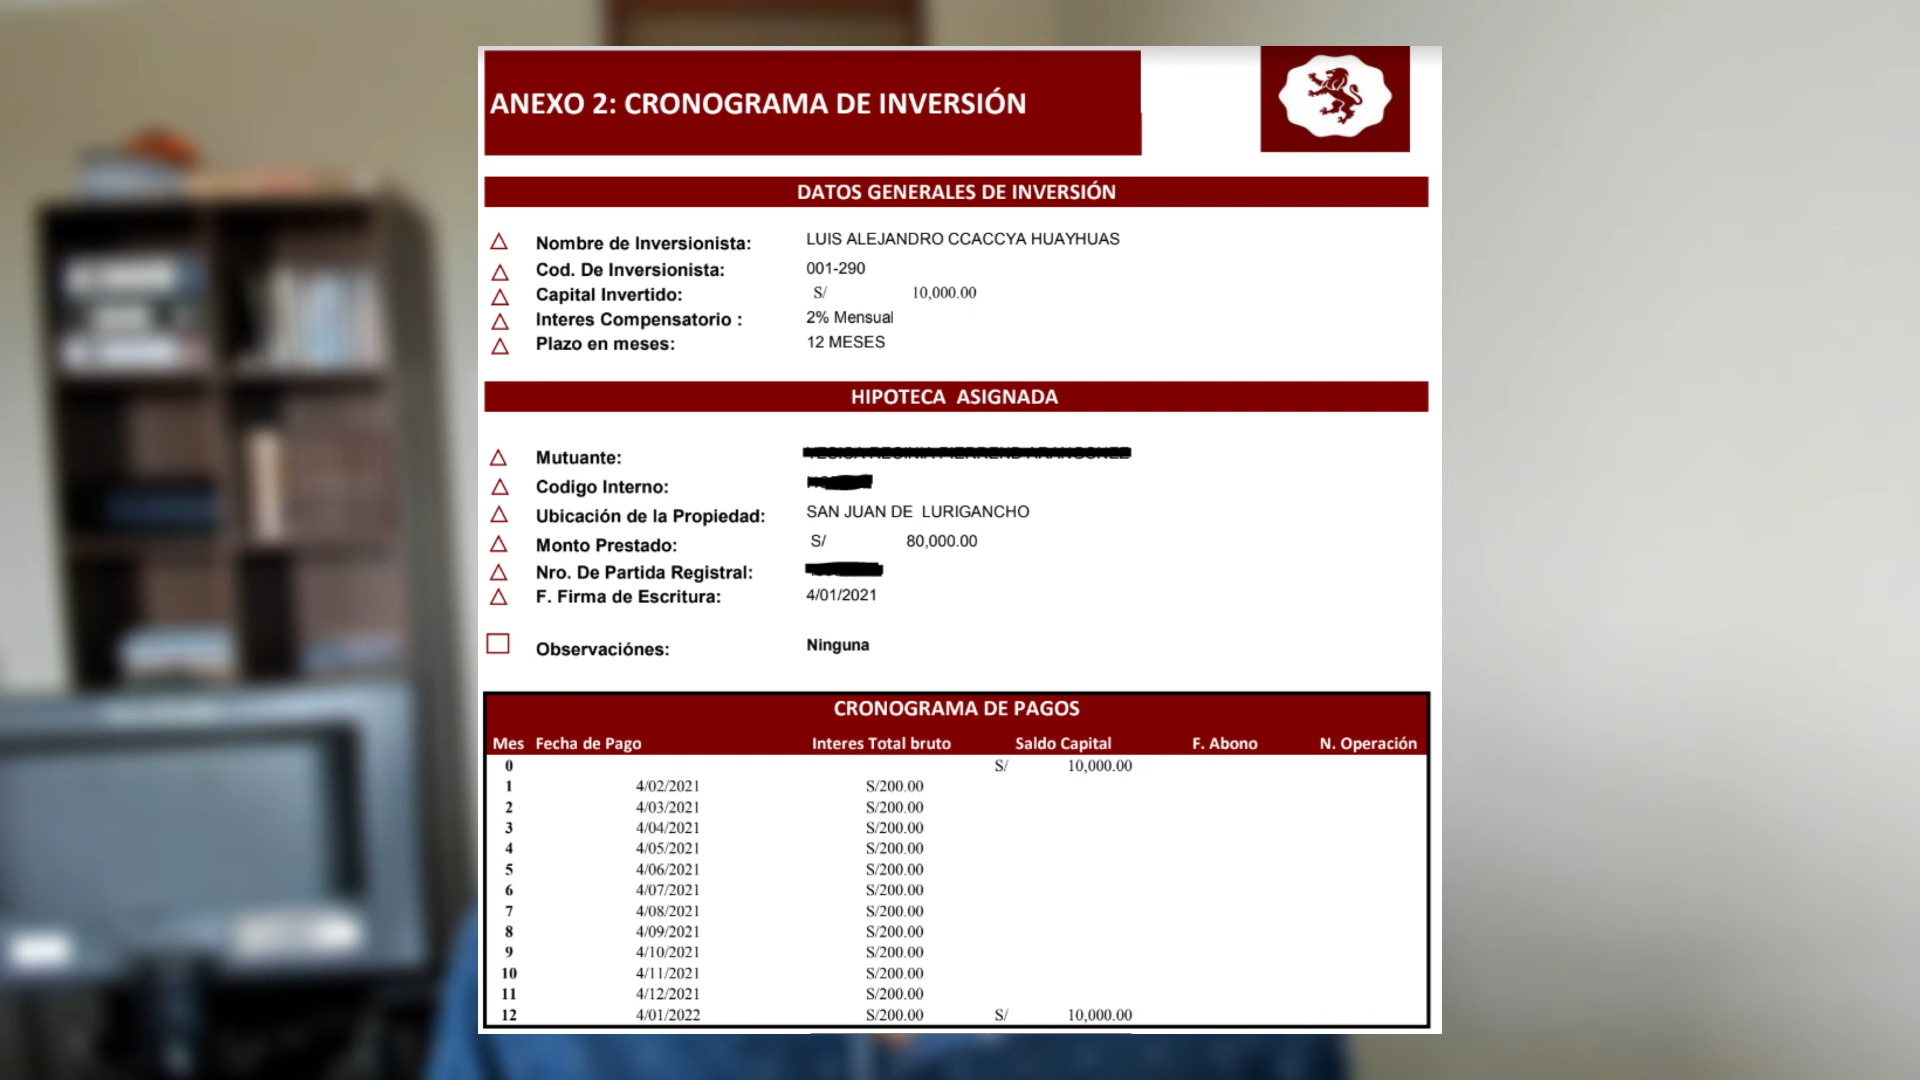 ANEXO 2: CRONOGRAMA DE INVERSIÓN
DATOS GENERALES DE INVERSIÓN
Nombre de Inversionista: LUIS ALEJANDRO CCACCYA HUAYHUAS
Cod. De Inversionista: 001-290
Capital Invertido: S/ 10,000.00
Interes Compensatorio : 2% Mensual
Plazo en meses: 12 MESES
HIPOTECA ASIGNADA
Mutuante:
Codigo Interno:
Ubicación de la Propiedad: SAN JUAN DE LURIGANCHO
Monto Prestado: S/ 80,000.00
Nro. De Partida Registral:
F. Firma de Escritura: 4/01/2021
Observaciónes: Ninguna
CRONOGRAMA DE PAGOS
Mes Fecha de Pago Interes Total bruto Saldo Capital F. Abono N. Operación
0 S/ 10,000.00
1 4/02/2021 S/200.00
2 4/03/2021 S/200.00
3 4/04/2021 S/200.00
4 4/05/2021 S/200.00
5 4/06/2021 S/200.00
6 4/07/2021 S/200.00
7 4/08/2021 S/200.00
8 4/09/2021 S/200.00
9 4/10/2021 S/200.00
10 4/11/2021 S/200.00
11 4/12/2021 S/200.00
12 4/01/2022 S/200.00 S/ 10,000.00